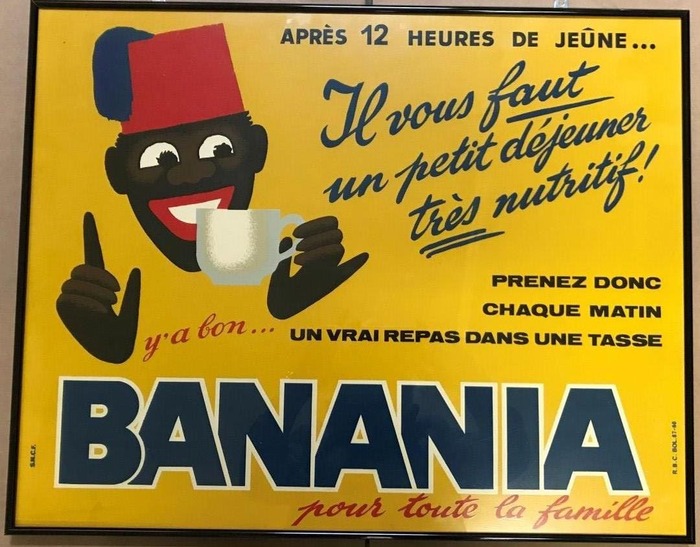 APRÈS 12 HEURES DE JEÛNE...
Il vous faut
un petit déjeuner
très nutritif!
PRENEZ DONC
CHAQUE MATIN
UN VRAI REPAS DANS UNE TASSE
y'a bon...
BANANIA
pour toute la famille